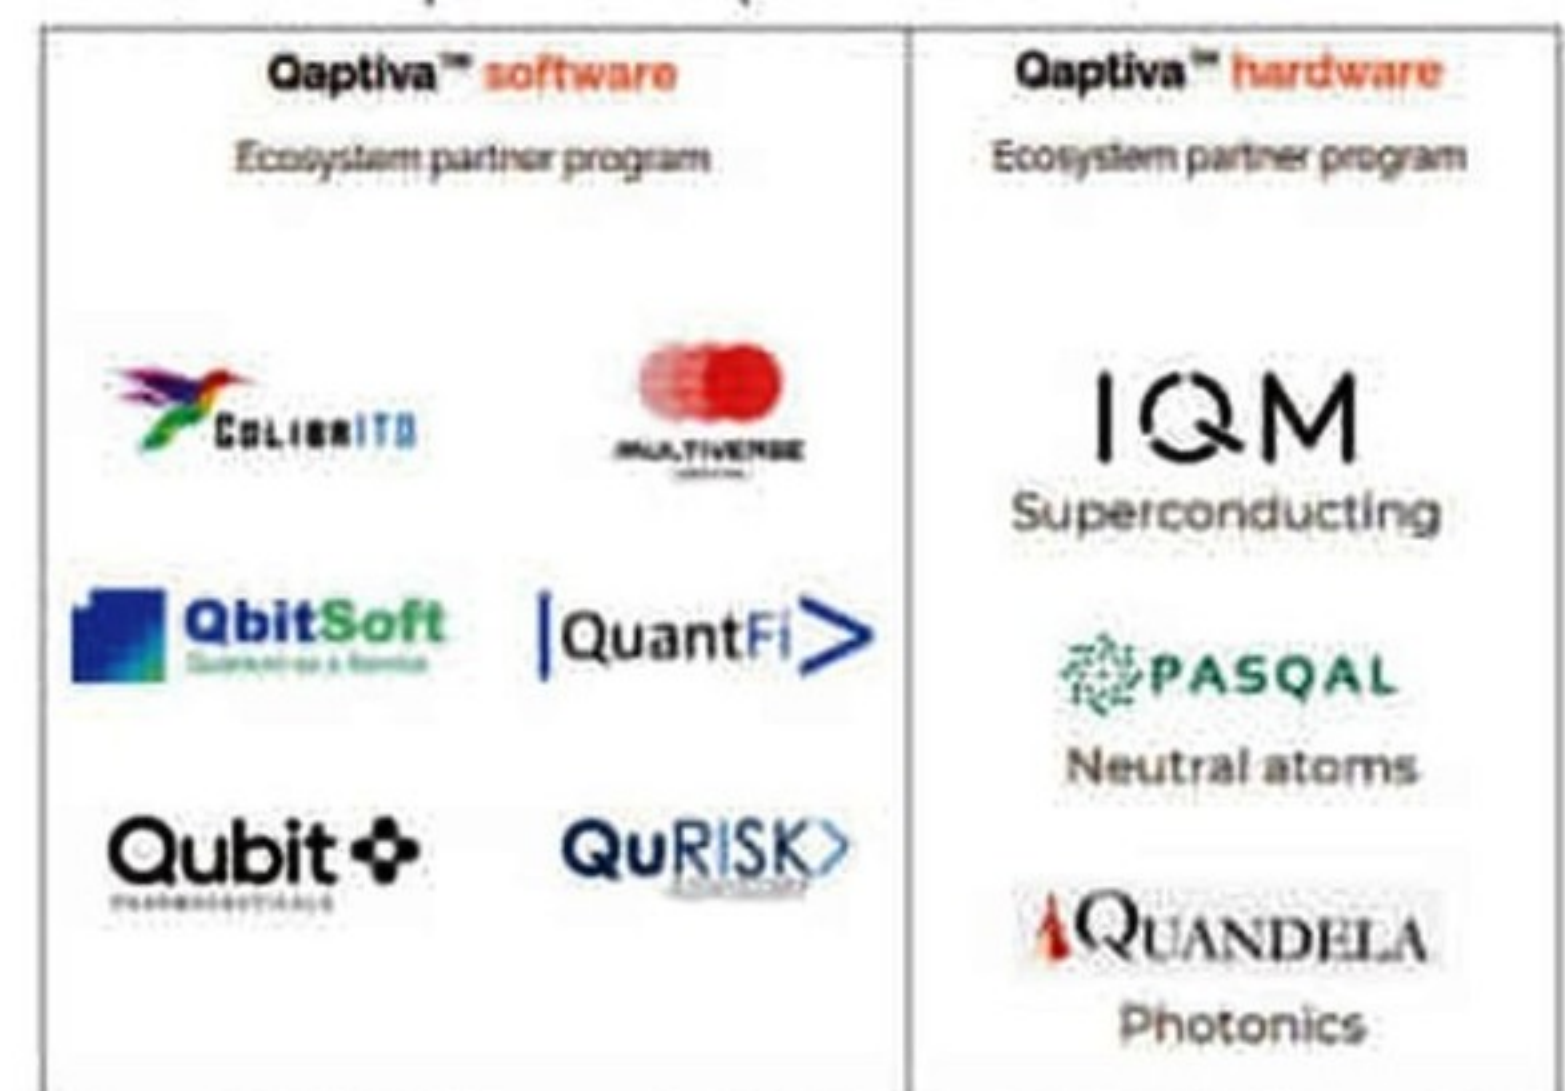 Qaptiva™ software
Ecosystem partner program
COLIBRITD
MULTIVERSE
QbitSoft
|QuantFi>
Qubit
PHARMACEUTICALS
QuRISK>
Qaptiva™ hardware
Ecosystem partner program
IQM
Superconducting
PASQAL
Neutral atoms
QUANDELA
Photonics